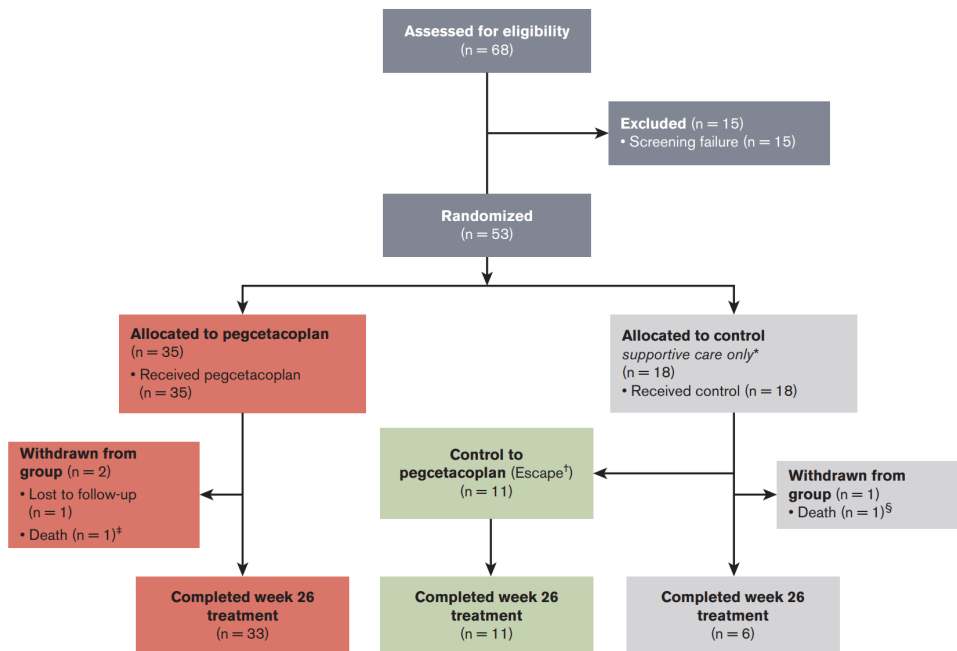 Assessed for eligibility
(n = 68)
Excluded (n = 15)
• Screening failure (n = 15)
Randomized
(n = 53)
Allocated to pegcetacoplan
(n = 35)
• Received pegcetacoplan
(n = 35)
Allocated to control
supportive care only*
(n = 18)
• Received control (n = 18)
Withdrawn from
group (n = 2)
• Lost to follow-up
(n = 1)
• Death (n = 1)‡
Control to
pegcetacoplan (Escape†)
(n = 11)
Withdrawn from
group (n = 1)
• Death (n = 1)§
Completed week 26
treatment
(n = 33)
Completed week 26
treatment
(n = 11)
Completed week 26
treatment
(n = 6)